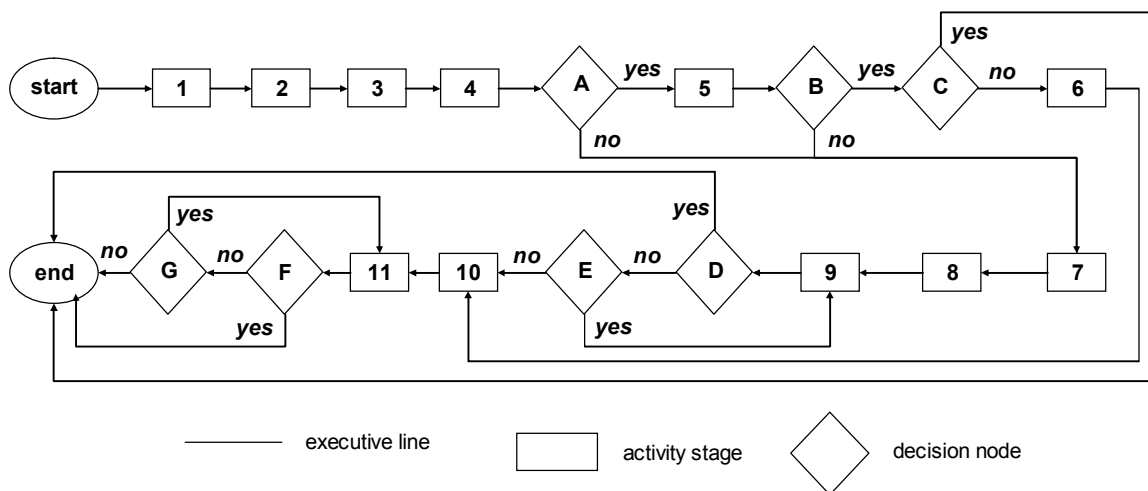 yes
start
1
2
3
4
A
yes
5
B
yes
C
no
6
no
no
yes
yes
end
no
G
no
F
11
10
no
E
no
D
9
8
7
yes
yes
executive line
activity stage
decision node